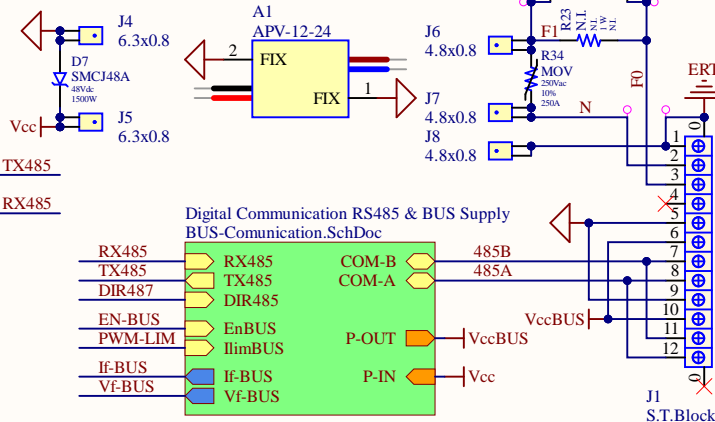 J4
6.3x0.8
D7
SMCJ48A
48Vdc
1500W
Vcc
J5
6.3x0.8
A1
APV-12-24
2
FIX
FIX
1
J6
4.8x0.8
F1
R23
N.I.
N.I.
1 W
N.I.
R34
MOV
250Vac
10%
250A
F0
J7
4.8x0.8
N
J8
4.8x0.8
ERT
0
1
2
3
4
5
6
7
8
9
10
11
12
0
TX485
RX485
Digital Communication RS485 & BUS Supply
BUS-Comunication.SchDoc
RX485
RX485
COM-B
485B
TX485
TX485
COM-A
485A
DIR487
DIR485
EN-BUS
EnBUS
P-OUT
VccBUS
VccBUS
PWM-LIM
IlimBUS
If-BUS
If-BUS
P-IN
Vcc
Vf-BUS
Vf-BUS
J1
S.T.Block